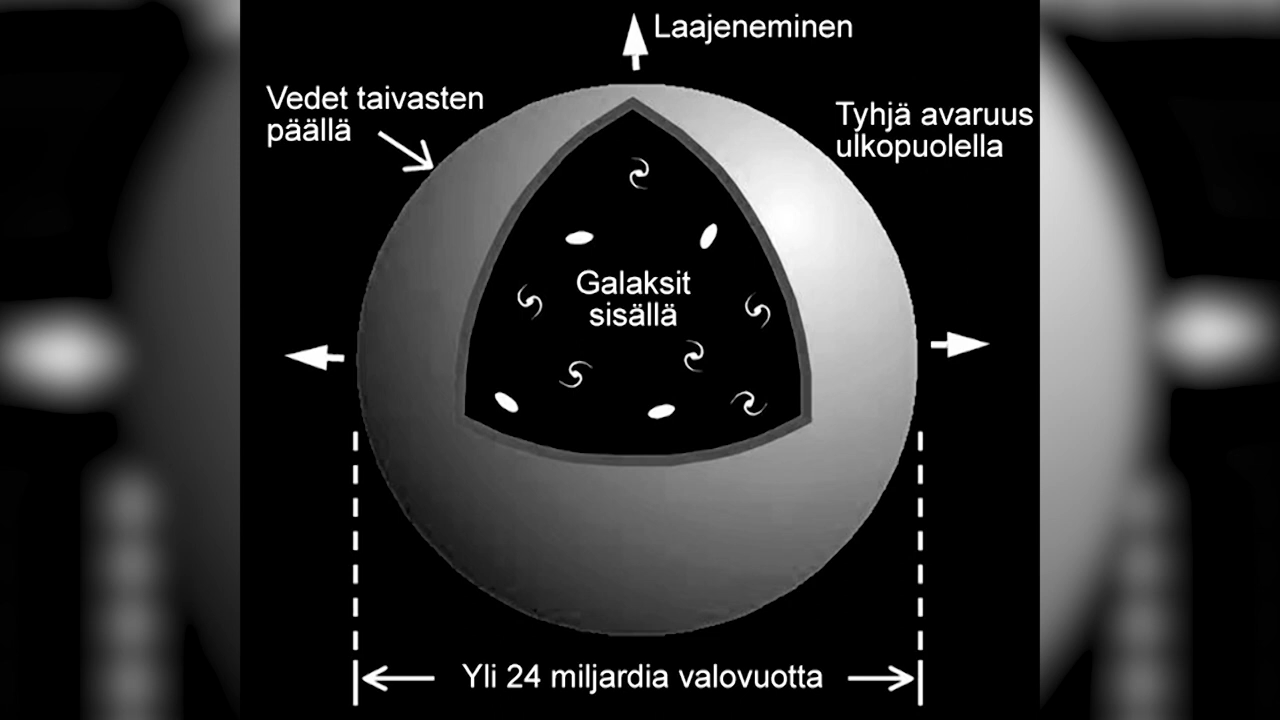 Laajeneminen
Vedet taivasten
päällä
Tyhjä avaruus
ulkopuolella
Galaksit
sisällä
Yli 24 miljardia valovuotta